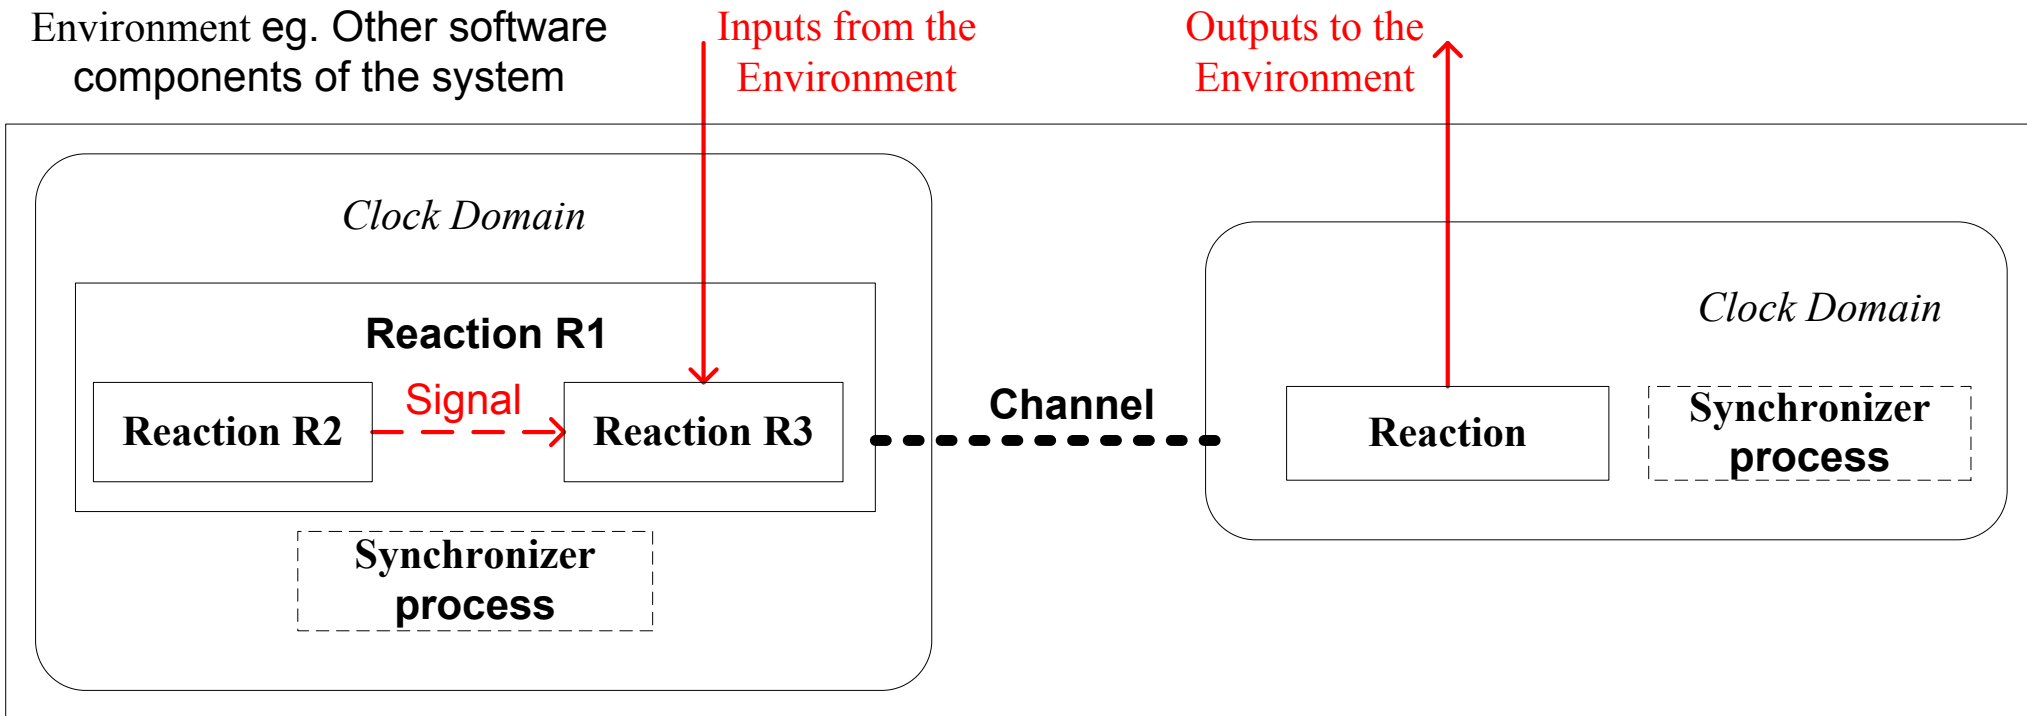 Environment eg. Other software
components of the system
Inputs from the
Environment
Outputs to the
Environment
Clock Domain
Reaction R1
Reaction R2
Signal
Reaction R3
Synchronizer
process
Channel
Clock Domain
Reaction
Synchronizer
process